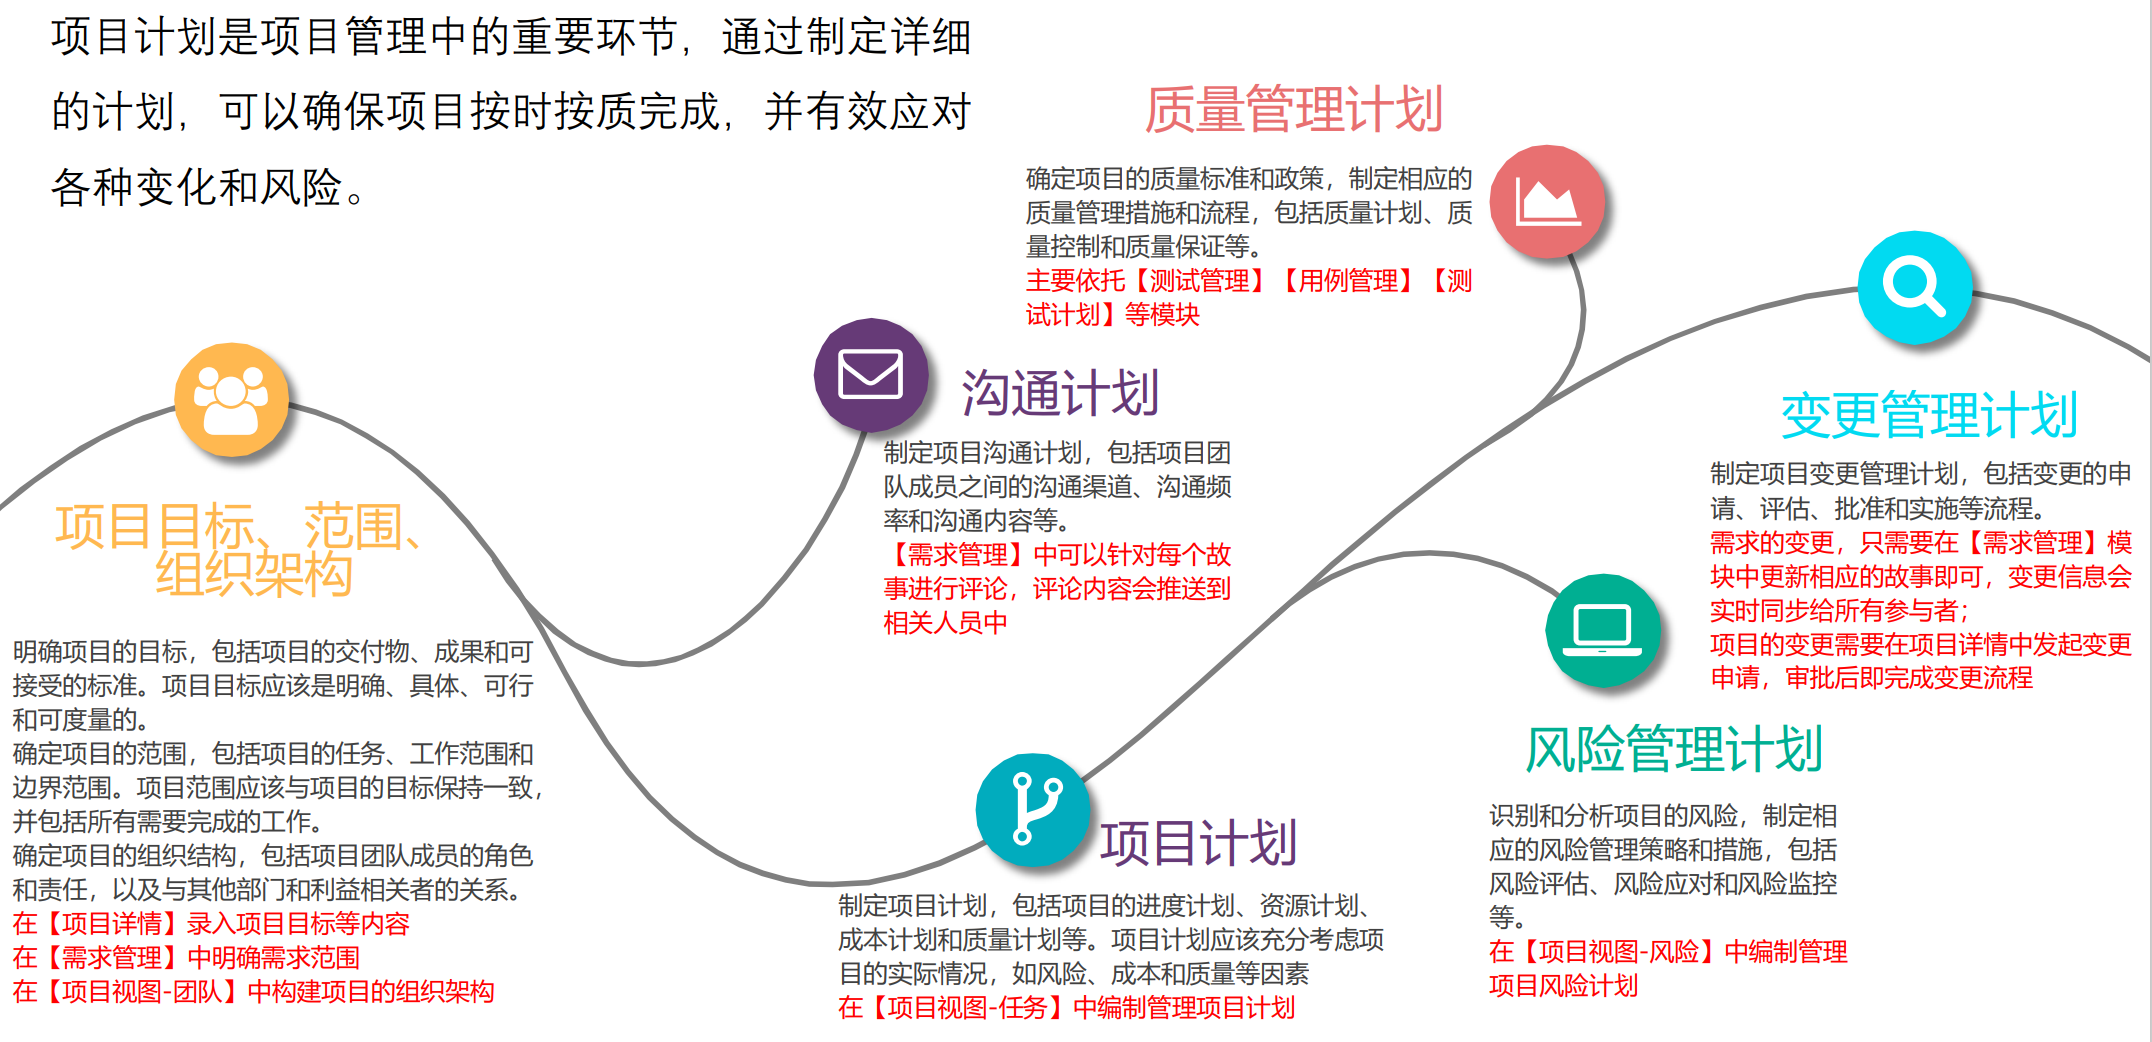 项目计划是项目管理中的重要环节，通过制定详细
的计划，可以确保项目按时按质完成，并有效应对
各种变化和风险。
项目目标、范围、
组织架构
明确项目的目标，包括项目的交付物、成果和可
接受的标准。项目目标应该是明确、具体、可行
和可度量的。
确定项目的范围，包括项目的任务、工作范围和
边界范围。项目范围应该与项目的目标保持一致，
并包括所有需要完成的工作。
确定项目的组织结构，包括项目团队成员的角色
和责任，以及与其他部门和利益相关者的关系。
在【项目详情】录入项目目标等内容
在【需求管理】中明确需求范围
在【项目视图-团队】中构建项目的组织架构
沟通计划
制定项目沟通计划，包括项目团
队成员之间的沟通渠道、沟通频
率和沟通内容等。
【需求管理】中可以针对每个故
事进行评论，评论内容会推送到
相关人员中
项目计划
制定项目计划，包括项目的进度计划、资源计划、
成本计划和质量计划等。项目计划应该充分考虑项
目的实际情况，如风险、成本和质量等因素
在【项目视图-任务】中编制管理项目计划
质量管理计划
确定项目的质量标准和政策，制定相应的
质量管理措施和流程，包括质量计划、质
量控制和质量保证等。
主要依托【测试管理】【用例管理】【测
试计划】等模块
风险管理计划
识别和分析项目的风险，制定相
应的风险管理策略和措施，包括
风险评估、风险应对和风险监控
等。
在【项目视图-风险】中编制管理
项目风险计划
变更管理计划
制定项目变更管理计划，包括变更的申
请、评估、批准和实施等流程。
需求的变更，只需要在【需求管理】模
块中更新相应的故事即可，变更信息会
实时同步给所有参与者；
项目的变更需要在项目详情中发起变更
申请，审批后即完成变更流程